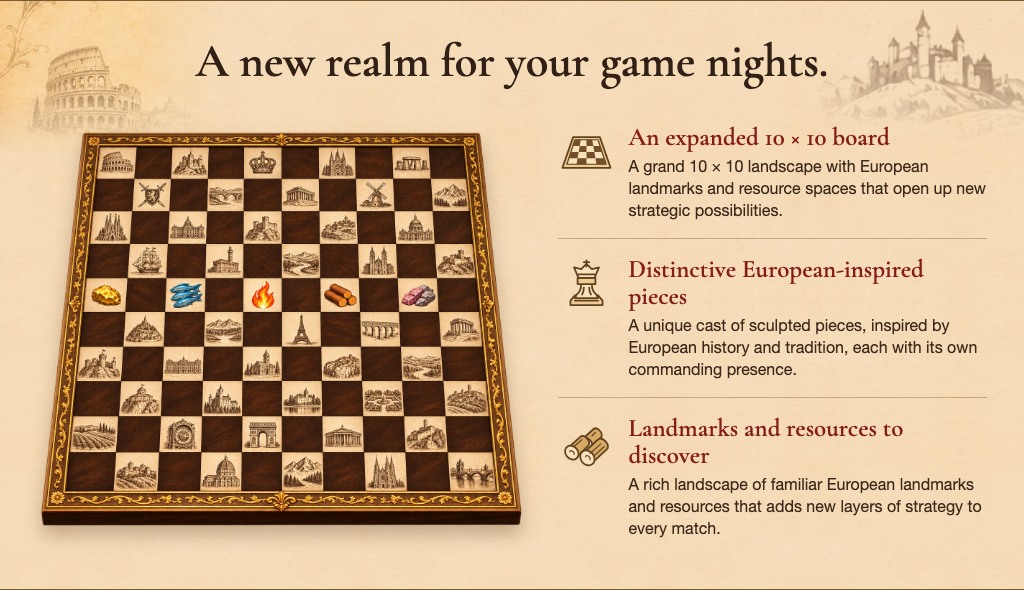 A new realm for your game nights.
An expanded 10 × 10 board
A grand 10 × 10 landscape with European
landmarks and resource spaces that open up new
strategic possibilities.
Distinctive European-inspired
pieces
A unique cast of sculpted pieces, inspired by
European history and tradition, each with its own
commanding presence.
Landmarks and resources to
discover
A rich landscape of familiar European landmarks
and resources that adds new layers of strategy to
every match.